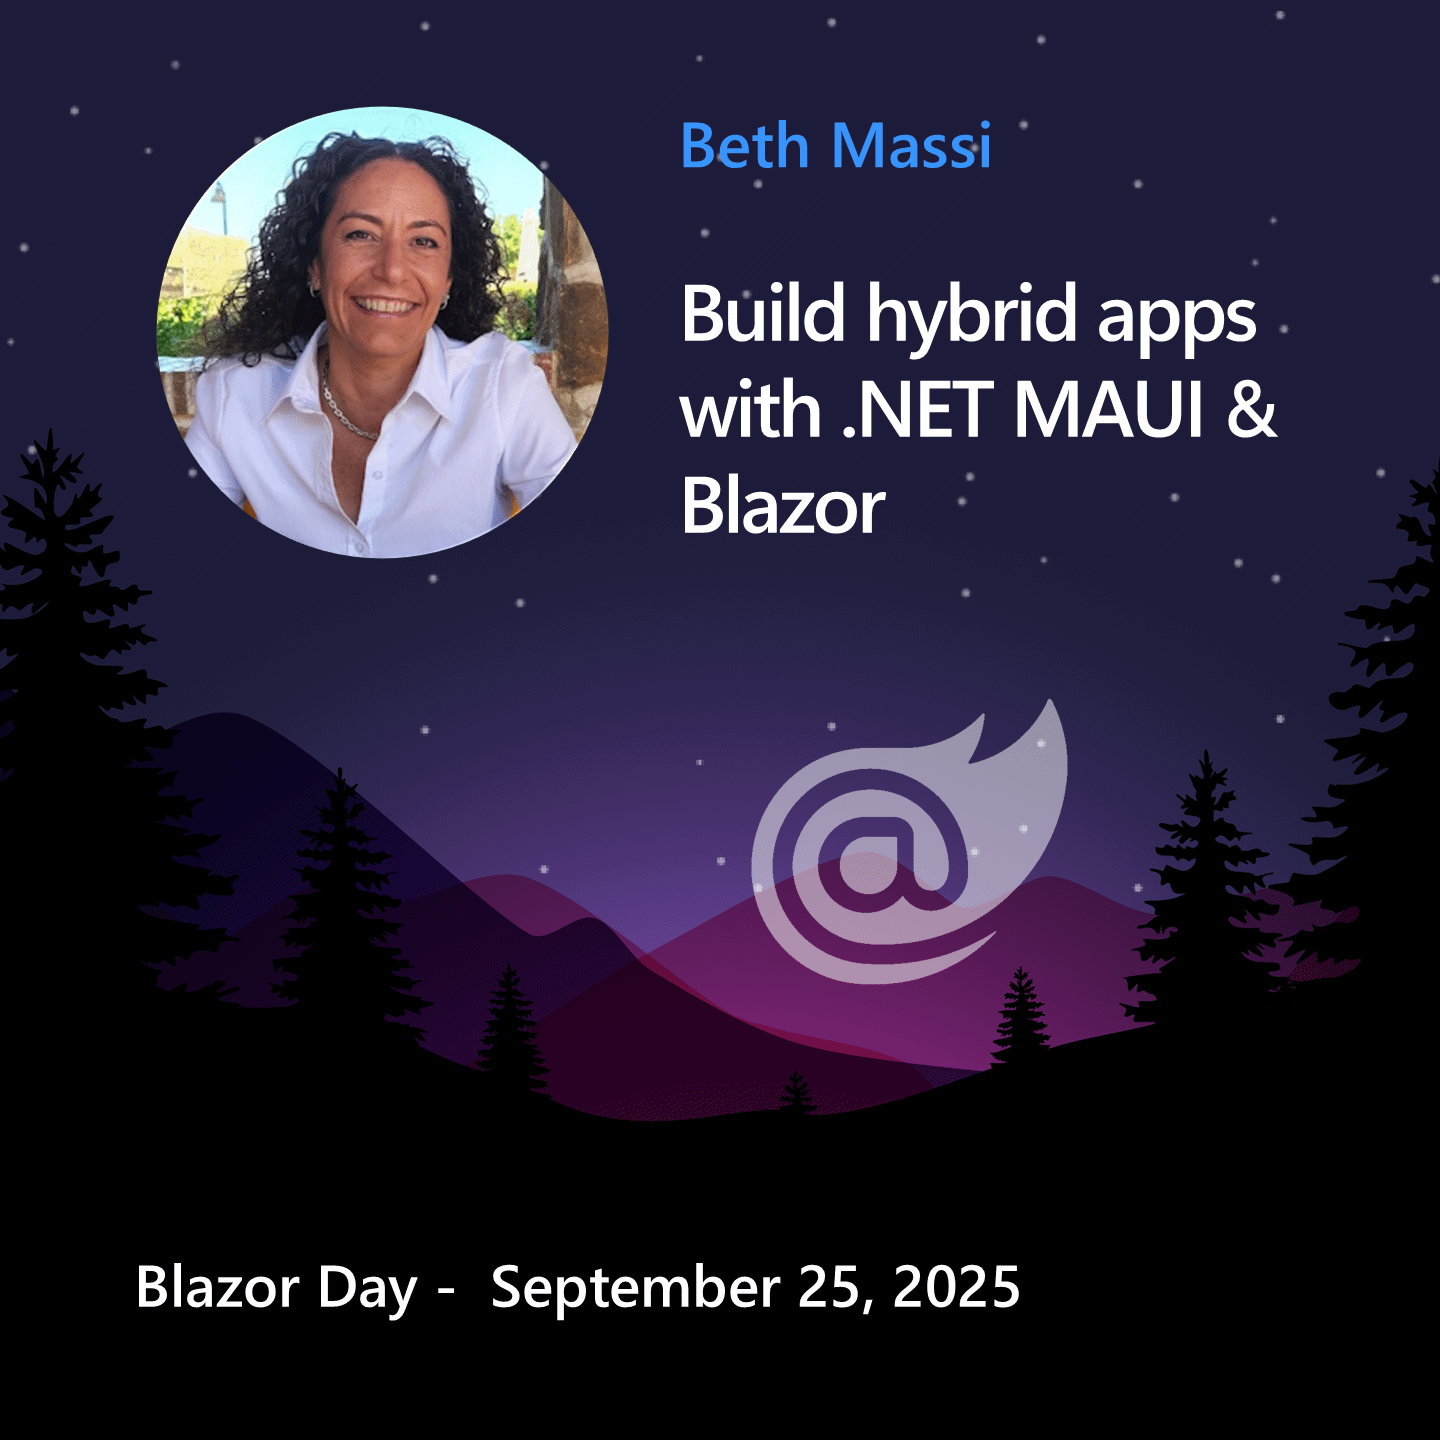 Beth Massi
Build hybrid apps
with .NET MAUI &
Blazor
@
Blazor Day - September 25, 2025